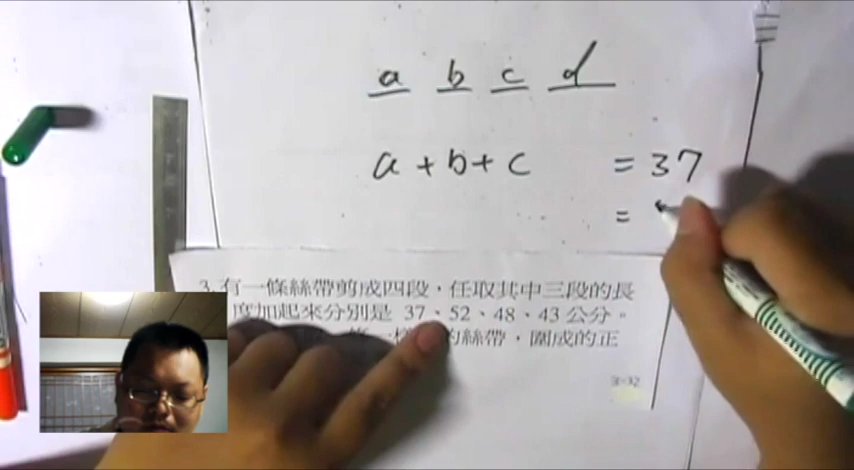 a b c d
a + b + c = 37
=
3.有一條絲帶剪成四段，任取其中三段的長
度加起來分別是 37、52、48、43 公分。
的絲帶，圍成的正